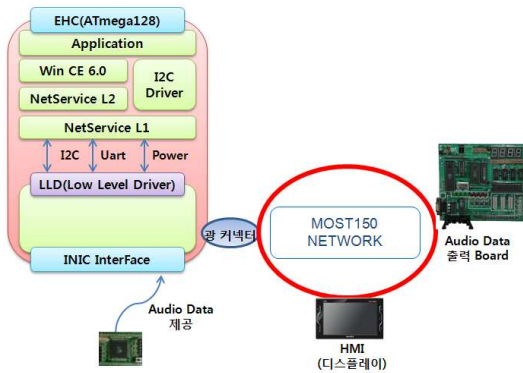 EHC(ATmega128)
Application
Win CE 6.0
I2C
Driver
NetService L2
NetService L1
I2C
Uart
Power
LLD(Low Level Driver)
INIC InterFace
광 커넥터
MOST150
NETWORK
Audio Data
출력 Board
Audio Data
제공
HMI
(디스플레이)